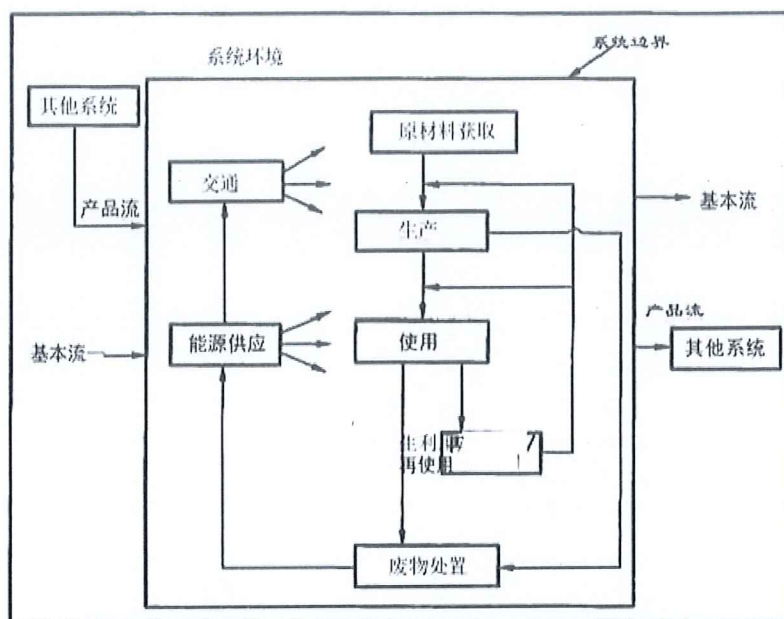 系统环境
系统边界
其他系统
原材料获取
交通
产品流
基本流
生产
产品流
能源供应
使用
基本流
其他系统
生利
再使用
废物处置